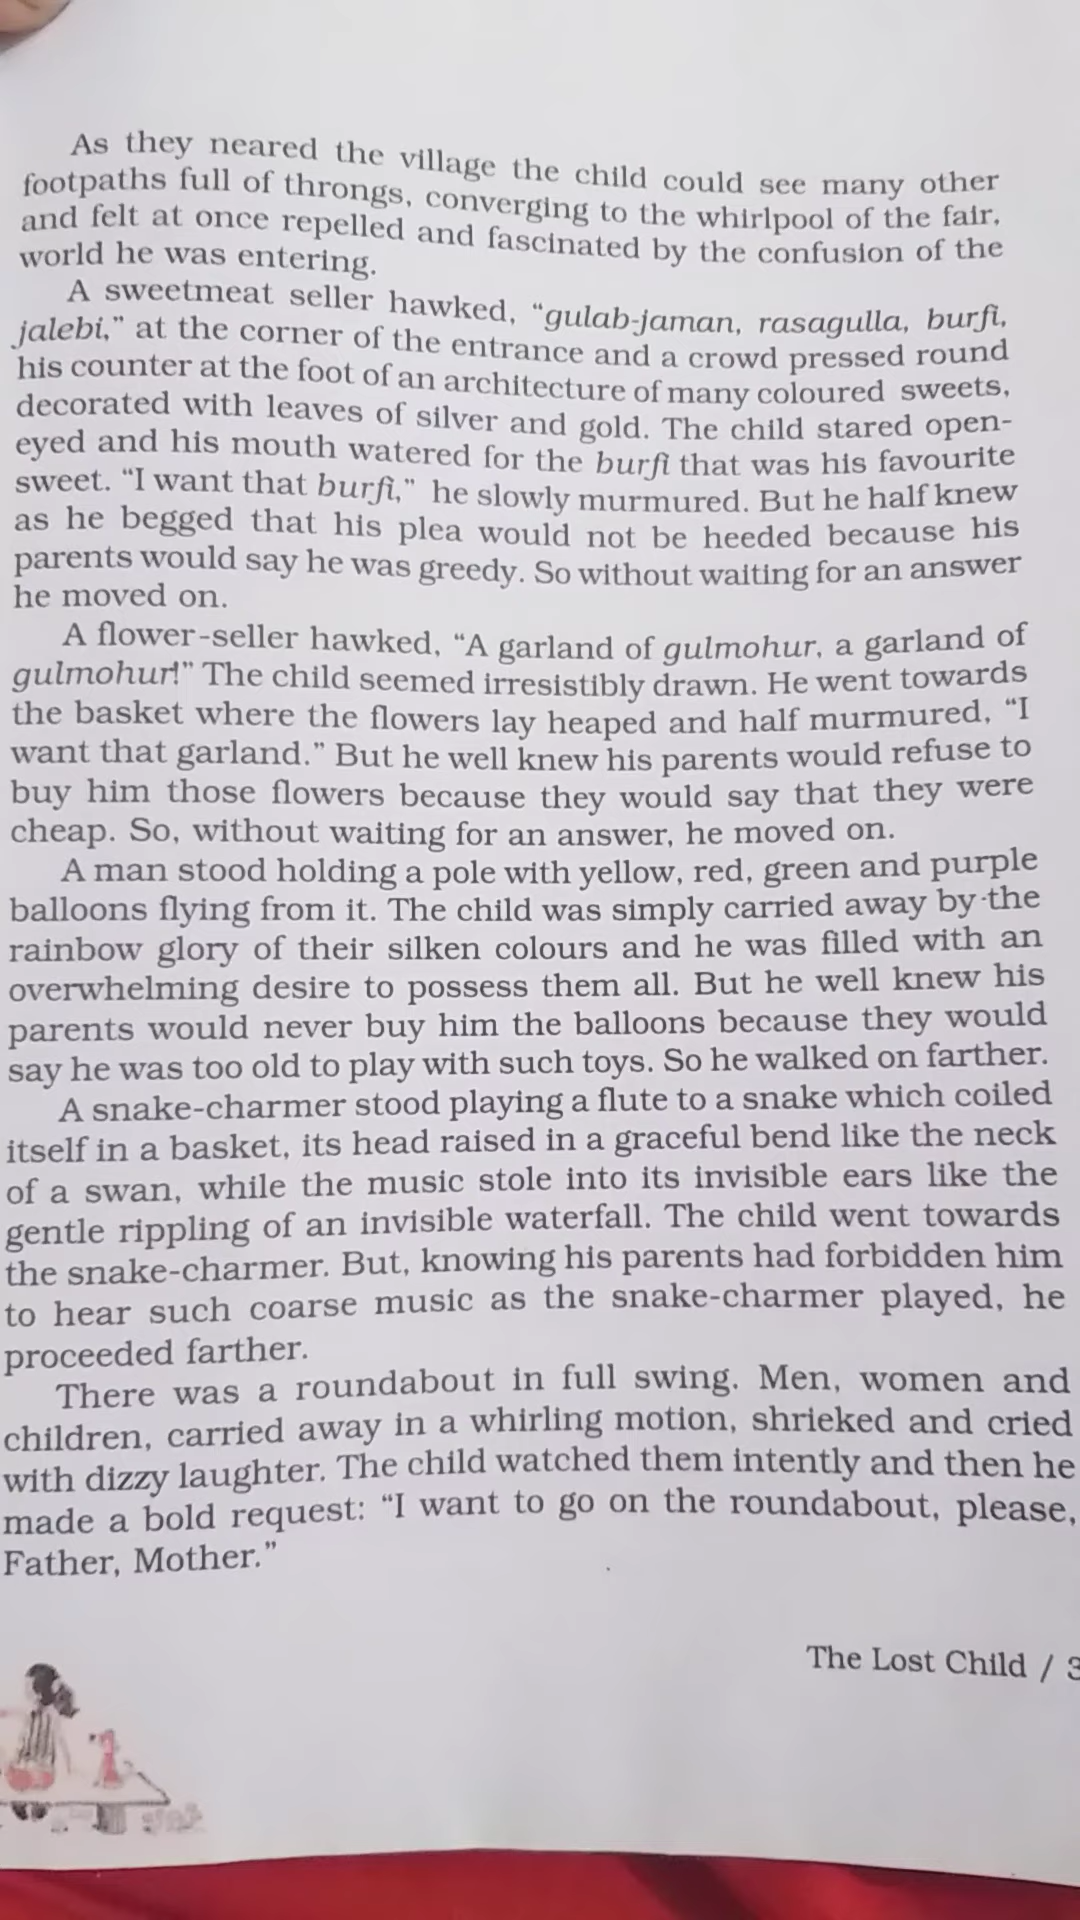 As they neared the village the child could see many other
footpaths full of throngs, converging to the whirlpool of the fair,
and felt at once repelled and fascinated by the confusion of the
world he was entering.
A sweetmeat seller hawked, “gulab-jaman, rasagulla, burfi,
jalebi,” at the corner of the entrance and a crowd pressed round
his counter at the foot of an architecture of many coloured sweets,
decorated with leaves of silver and gold. The child stared open-
eyed and his mouth watered for the burfi that was his favourite
sweet. “I want that burfi,” he slowly murmured. But he half knew
as he begged that his plea would not be heeded because his
parents would say he was greedy. So without waiting for an answer
he moved on.
A flower-seller hawked, “A garland of gulmohur, a garland of
gulmohur!” The child seemed irresistibly drawn. He went towards
the basket where the flowers lay heaped and half murmured, “I
want that garland.” But he well knew his parents would refuse to
buy him those flowers because they would say that they were
cheap. So, without waiting for an answer, he moved on.
A man stood holding a pole with yellow, red, green and purple
balloons flying from it. The child was simply carried away by the
rainbow glory of their silken colours and he was filled with an
overwhelming desire to possess them all. But he well knew his
parents would never buy him the balloons because they would
say he was too old to play with such toys. So he walked on farther.
A snake-charmer stood playing a flute to a snake which coiled
itself in a basket, its head raised in a graceful bend like the neck
of a swan, while the music stole into its invisible ears like the
gentle rippling of an invisible waterfall. The child went towards
the snake-charmer. But, knowing his parents had forbidden him
to hear such coarse music as the snake-charmer played, he
proceeded farther.
There was a roundabout in full swing. Men, women and
children, carried away in a whirling motion, shrieked and cried
with dizzy laughter. The child watched them intently and then he
made a bold request: “I want to go on the roundabout, please,
Father, Mother.”
The Lost Child / 3